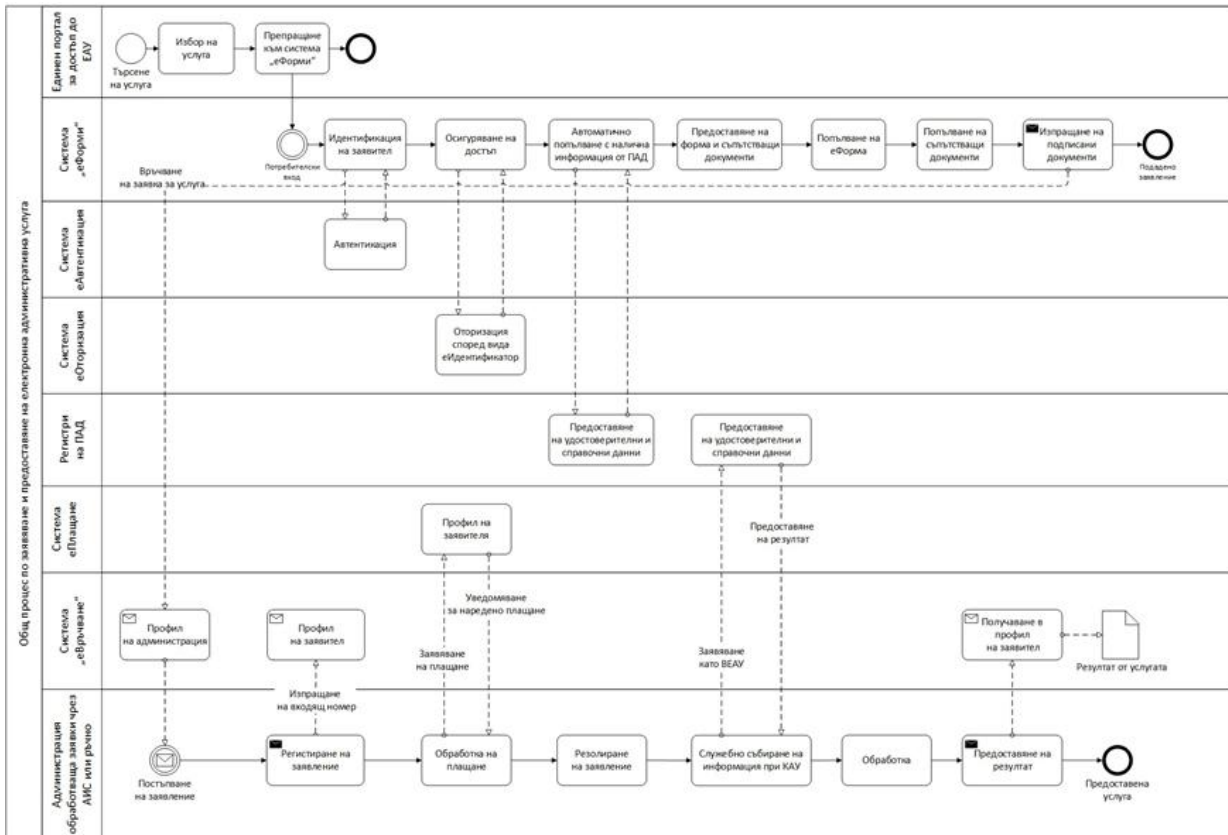 Общ процес по заявяване и предоставяне на електронна административна услуга
Единен портал
за достъп до
ЕАУ
Търсене
на услуга
Избор на
услуга
Препращане
към система
„еФорми“
Система
„еФорми“
Потребителски
вход
Идентификация
на заявител
Осигуряване на
достъп
Автоматично
попълване с налична
информация от ПАД
Предоставяне на
форма и съпътстващи
документи
Попълване на
еФорма
Попълване на
съпътстващи
документи
Изпращане на
подписани
документи
Подадено
заявление
Връчване
на заявка за услуга
Система
еАвтентикация
Автентикация
Система
еОторизация
Оторизация
според вида
еИдентификатор
Регистри
на ПАД
Предоставяне
на удостоверителни и
справочни данни
Предоставяне
на удостоверителни и
справочни данни
Система
еПлащане
Профил на
заявителя
Предоставяне
на резултат
Система
„еВръчване“
Профил
на администрация
Профил
на заявител
Уведомяване
за наредено плащане
Заявяване
на плащане
Заявяване
като ВЕАУ
Получаване в
профил
на заявител
Резултат от услугата
Изпращане
на входящ номер
Администрация
обработваща заявки чрез
АИС или ръчно
Постъпване
на заявление
Регистриране на
заявление
Обработка на
плащане
Резолиране
на заявление
Служебно събиране на
информация при КАУ
Обработка
Предоставяне на
резултат
Предоставена
услуга